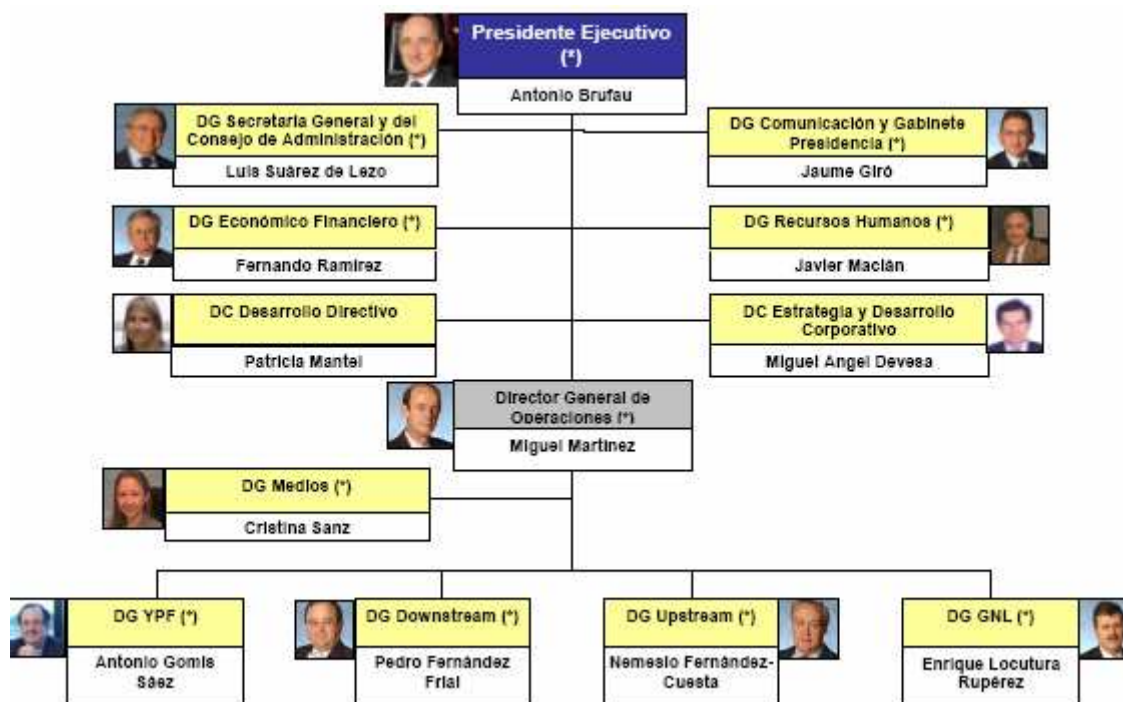 Presidente Ejecutivo
(*)
Antonio Brufau
DG Secretaria General y del
Consejo de Administración (*)
Luis Suárez de Lezo
DG Comunicación y Gabinete
Presidencia (*)
Jaume Giró
DG Económico Financiero (*)
Fernando Ramirez
DG Recursos Humanos (*)
Javier Macián
DC Desarrollo Directivo
Patricia Mantel
DC Estrategia y Desarrollo
Corporativo
Miguel Angel Devesa
Director General de
Operaciones (*)
Miguel Martinez
DG Medios (*)
Cristina Sanz
DG YPF (*)
Antonio Gomis
Sáez
DG Downstream (*)
Pedro Fernández
Frial
DG Upstream (*)
Nemesio Fernández-
Cuesta
DG GNL (*)
Enrique Locutura
Rupérez